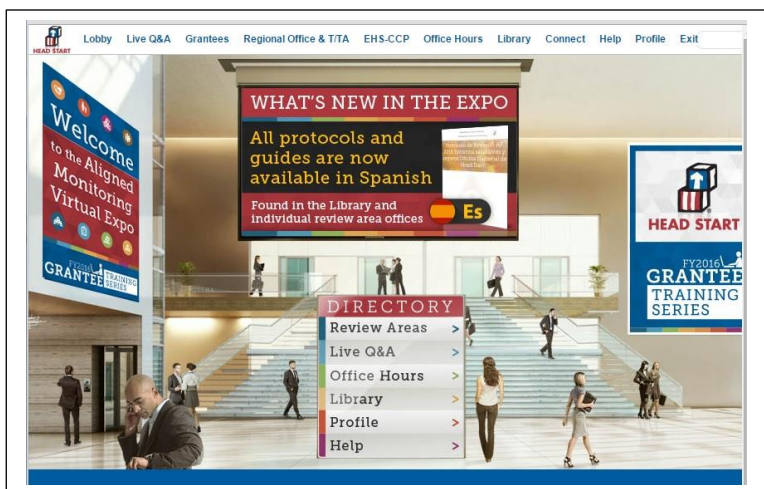 HEAD START
Lobby Live Q&A Grantees Regional Office & T/TA EHS-CCP Office Hours Library Connect Help Profile Exit
Welcome
to the Aligned
Monitoring
Virtual Expo
FY2016
GRANTEE TRAINING SERIES
WHAT'S NEW IN THE EXPO
All protocols and
guides are now
available in Spanish
Found in the Library and
individual review area offices
Es
HEAD START
FY2016
GRANTEE
TRAINING
SERIES
DIRECTORY
Review Areas >
Live Q&A >
Office Hours >
Library >
Profile >
Help >